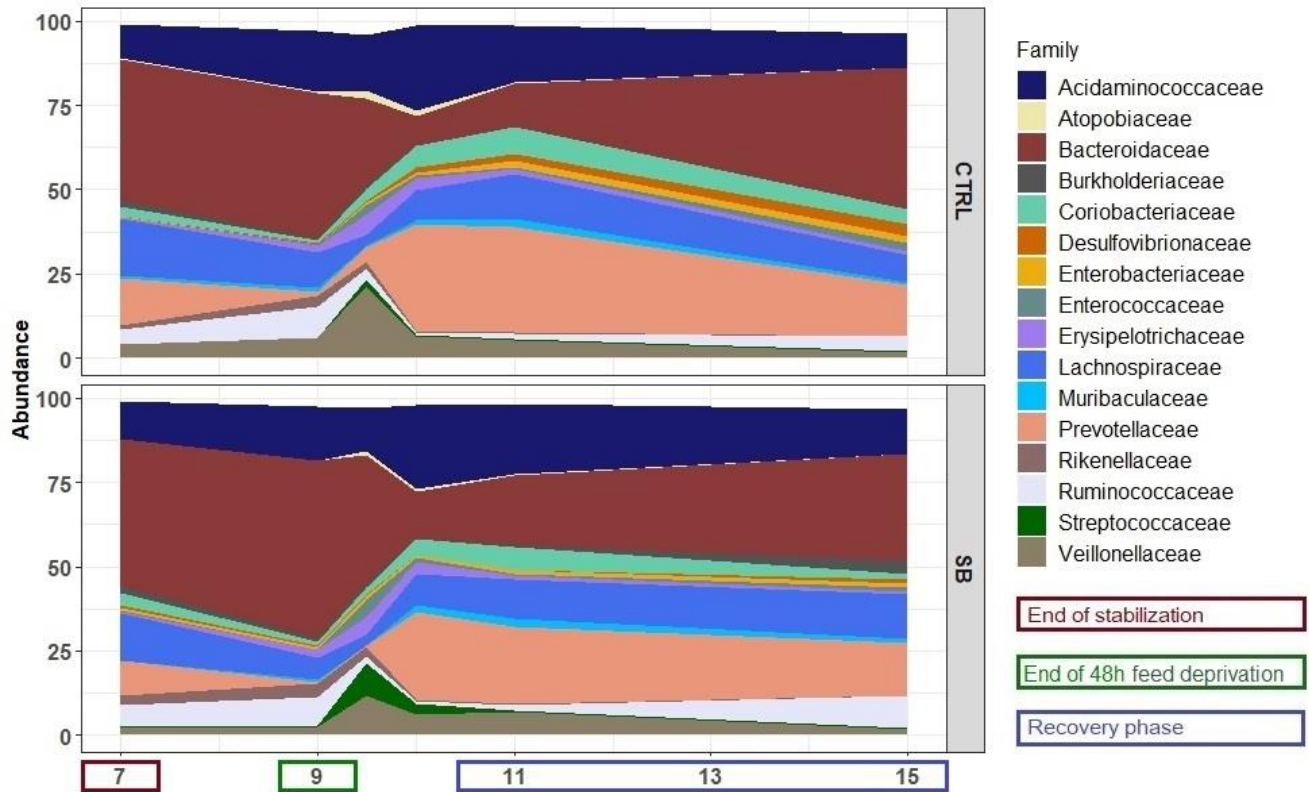 100
75
50
25
0
CTRL
100
75
50
25
0
SB
Abundance
7
9
11
13
15
Family
Acidaminococcaceae
Atopobiaceae
Bacteroidaceae
Burkholderiaceae
Coriobacteriaceae
Desulfovibrionaceae
Enterobacteriaceae
Enterococcaceae
Erysipelotrichaceae
Lachnospiraceae
Muribaculaceae
Prevotellaceae
Rikenellaceae
Ruminococcaceae
Streptococcaceae
Veillonellaceae
End of stabilization
End of 48h feed deprivation
Recovery phase